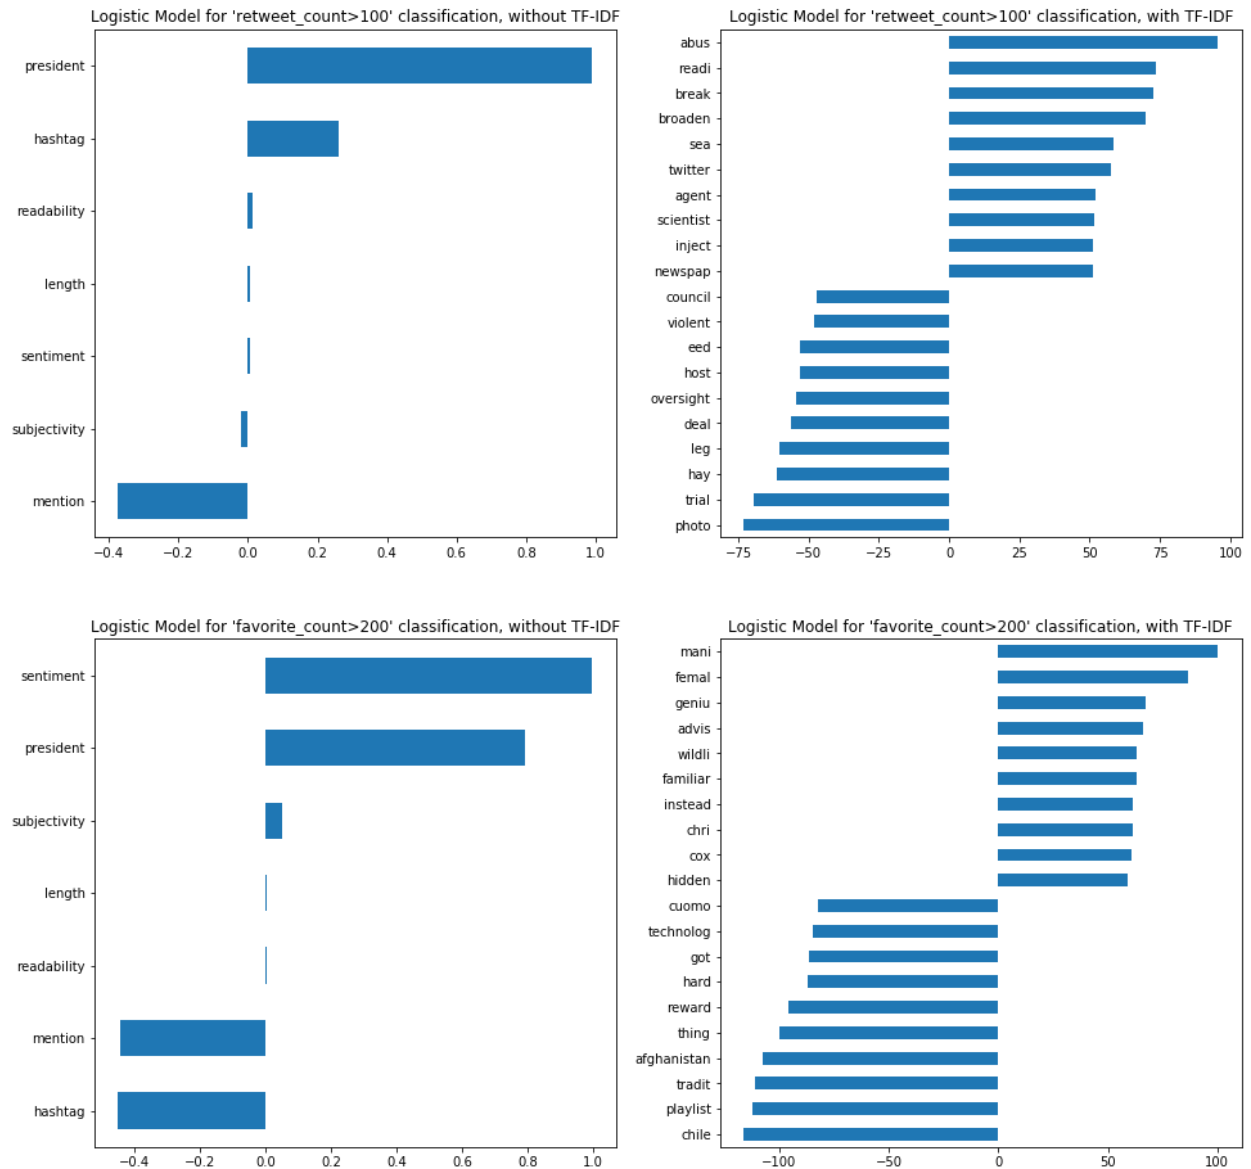 Logistic Model for 'retweet_count>100' classification, without TF-IDF
president
hashtag
readability
length
sentiment
subjectivity
mention
−0.4 −0.2 0.0 0.2 0.4 0.6 0.8 1.0
Logistic Model for 'retweet_count>100' classification, with TF-IDF
abus
readi
break
broaden
sea
twitter
agent
scientist
inject
newspap
council
violent
eed
host
oversight
deal
leg
hay
trial
photo
−75 −50 −25 0 25 50 75 100
Logistic Model for 'favorite_count>200' classification, without TF-IDF
sentiment
president
subjectivity
length
readability
mention
hashtag
−0.4 −0.2 0.0 0.2 0.4 0.6 0.8 1.0
Logistic Model for 'favorite_count>200' classification, with TF-IDF
mani
femal
geniu
advis
wildli
familiar
instead
chri
cox
hidden
cuomo
technolog
got
hard
reward
thing
afghanistan
tradit
playlist
chile
−100 −50 0 50 100